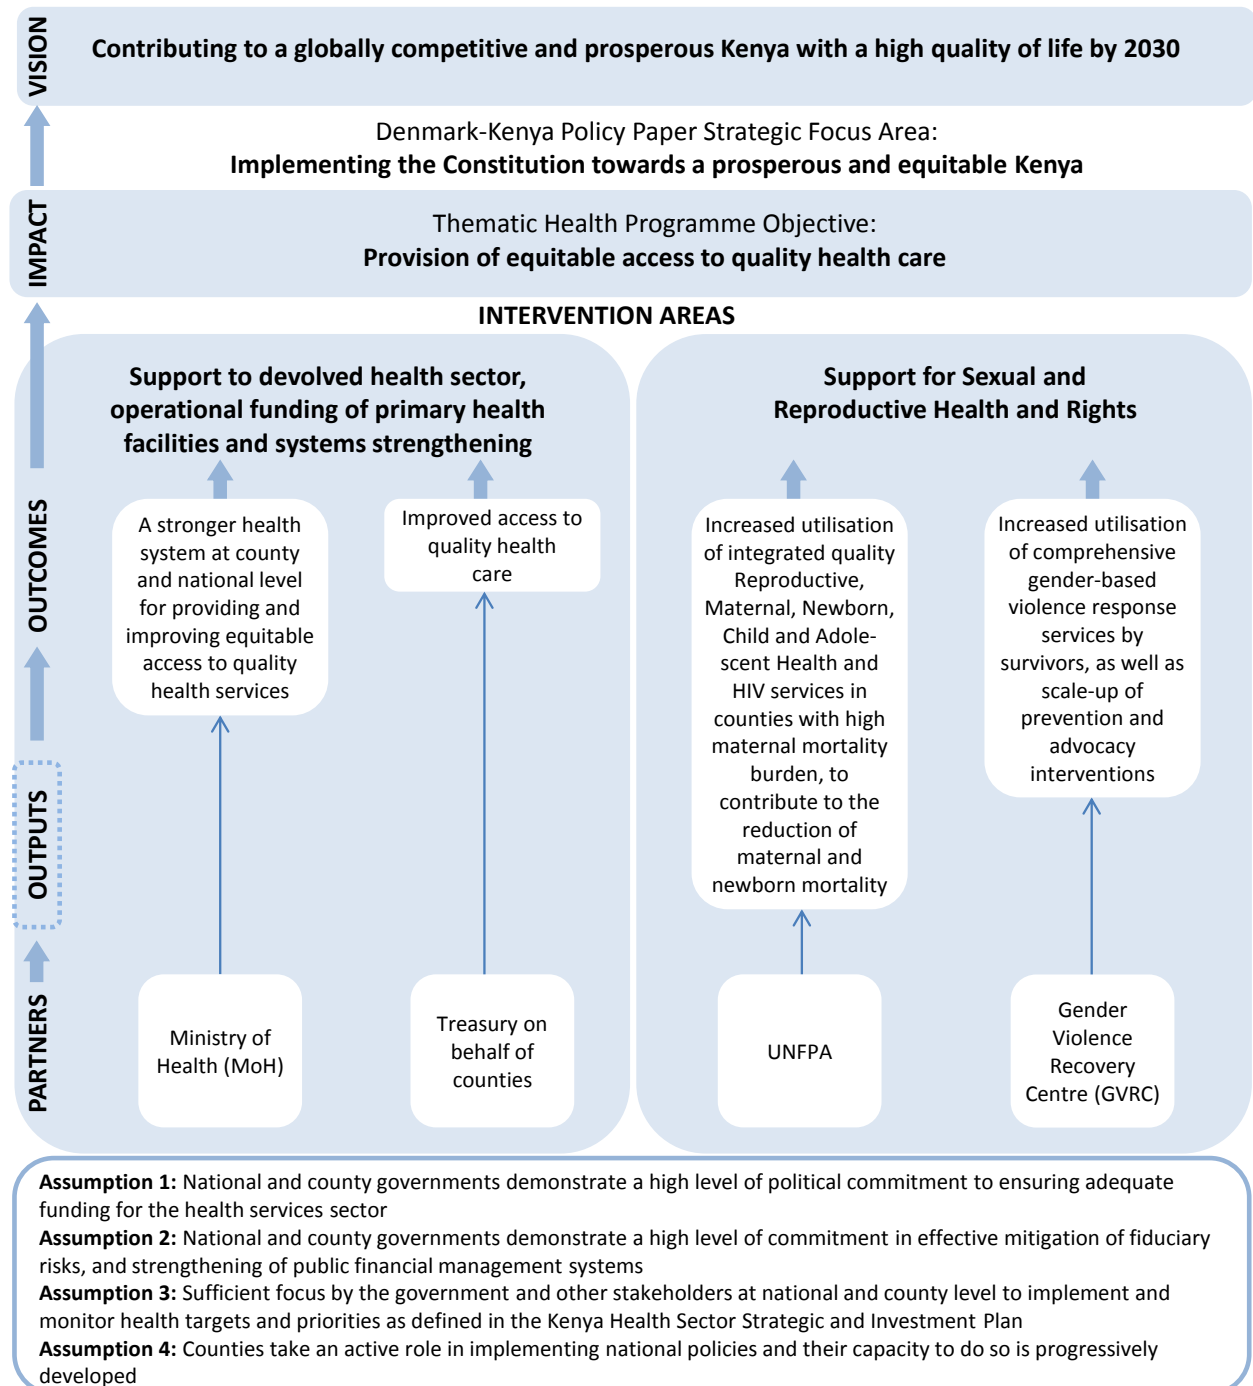 VISION
Contributing to a globally competitive and prosperous Kenya with a high quality of life by 2030
Denmark-Kenya Policy Paper Strategic Focus Area:
Implementing the Constitution towards a prosperous and equitable Kenya
IMPACT
Thematic Health Programme Objective:
Provision of equitable access to quality health care
INTERVENTION AREAS
Support to devolved health sector,
operational funding of primary health
facilities and systems strengthening
Support for Sexual and
Reproductive Health and Rights
OUTCOMES
A stronger health
system at county
and national level
for providing and
improving equitable
access to quality
health services
Improved access to
quality health
care
Increased utilisation
of integrated quality
Reproductive,
Maternal, Newborn,
Child and Adole-
scent Health and
HIV services in
counties with high
maternal mortality
burden, to
contribute to the
reduction of
maternal and
newborn mortality
Increased utilisation
of comprehensive
gender-based
violence response
services by
survivors, as well as
scale-up of
prevention and
advocacy
interventions
OUTPUTS
PARTNERS
Ministry of
Health (MoH)
Treasury on
behalf of
counties
UNFPA
Gender
Violence
Recovery
Centre (GVRC)
Assumption 1: National and county governments demonstrate a high level of political commitment to ensuring adequate
funding for the health services sector
Assumption 2: National and county governments demonstrate a high level of commitment in effective mitigation of fiduciary
risks, and strengthening of public financial management systems
Assumption 3: Sufficient focus by the government and other stakeholders at national and county level to implement and
monitor health targets and priorities as defined in the Kenya Health Sector Strategic and Investment Plan
Assumption 4: Counties take an active role in implementing national policies and their capacity to do so is progressively
developed